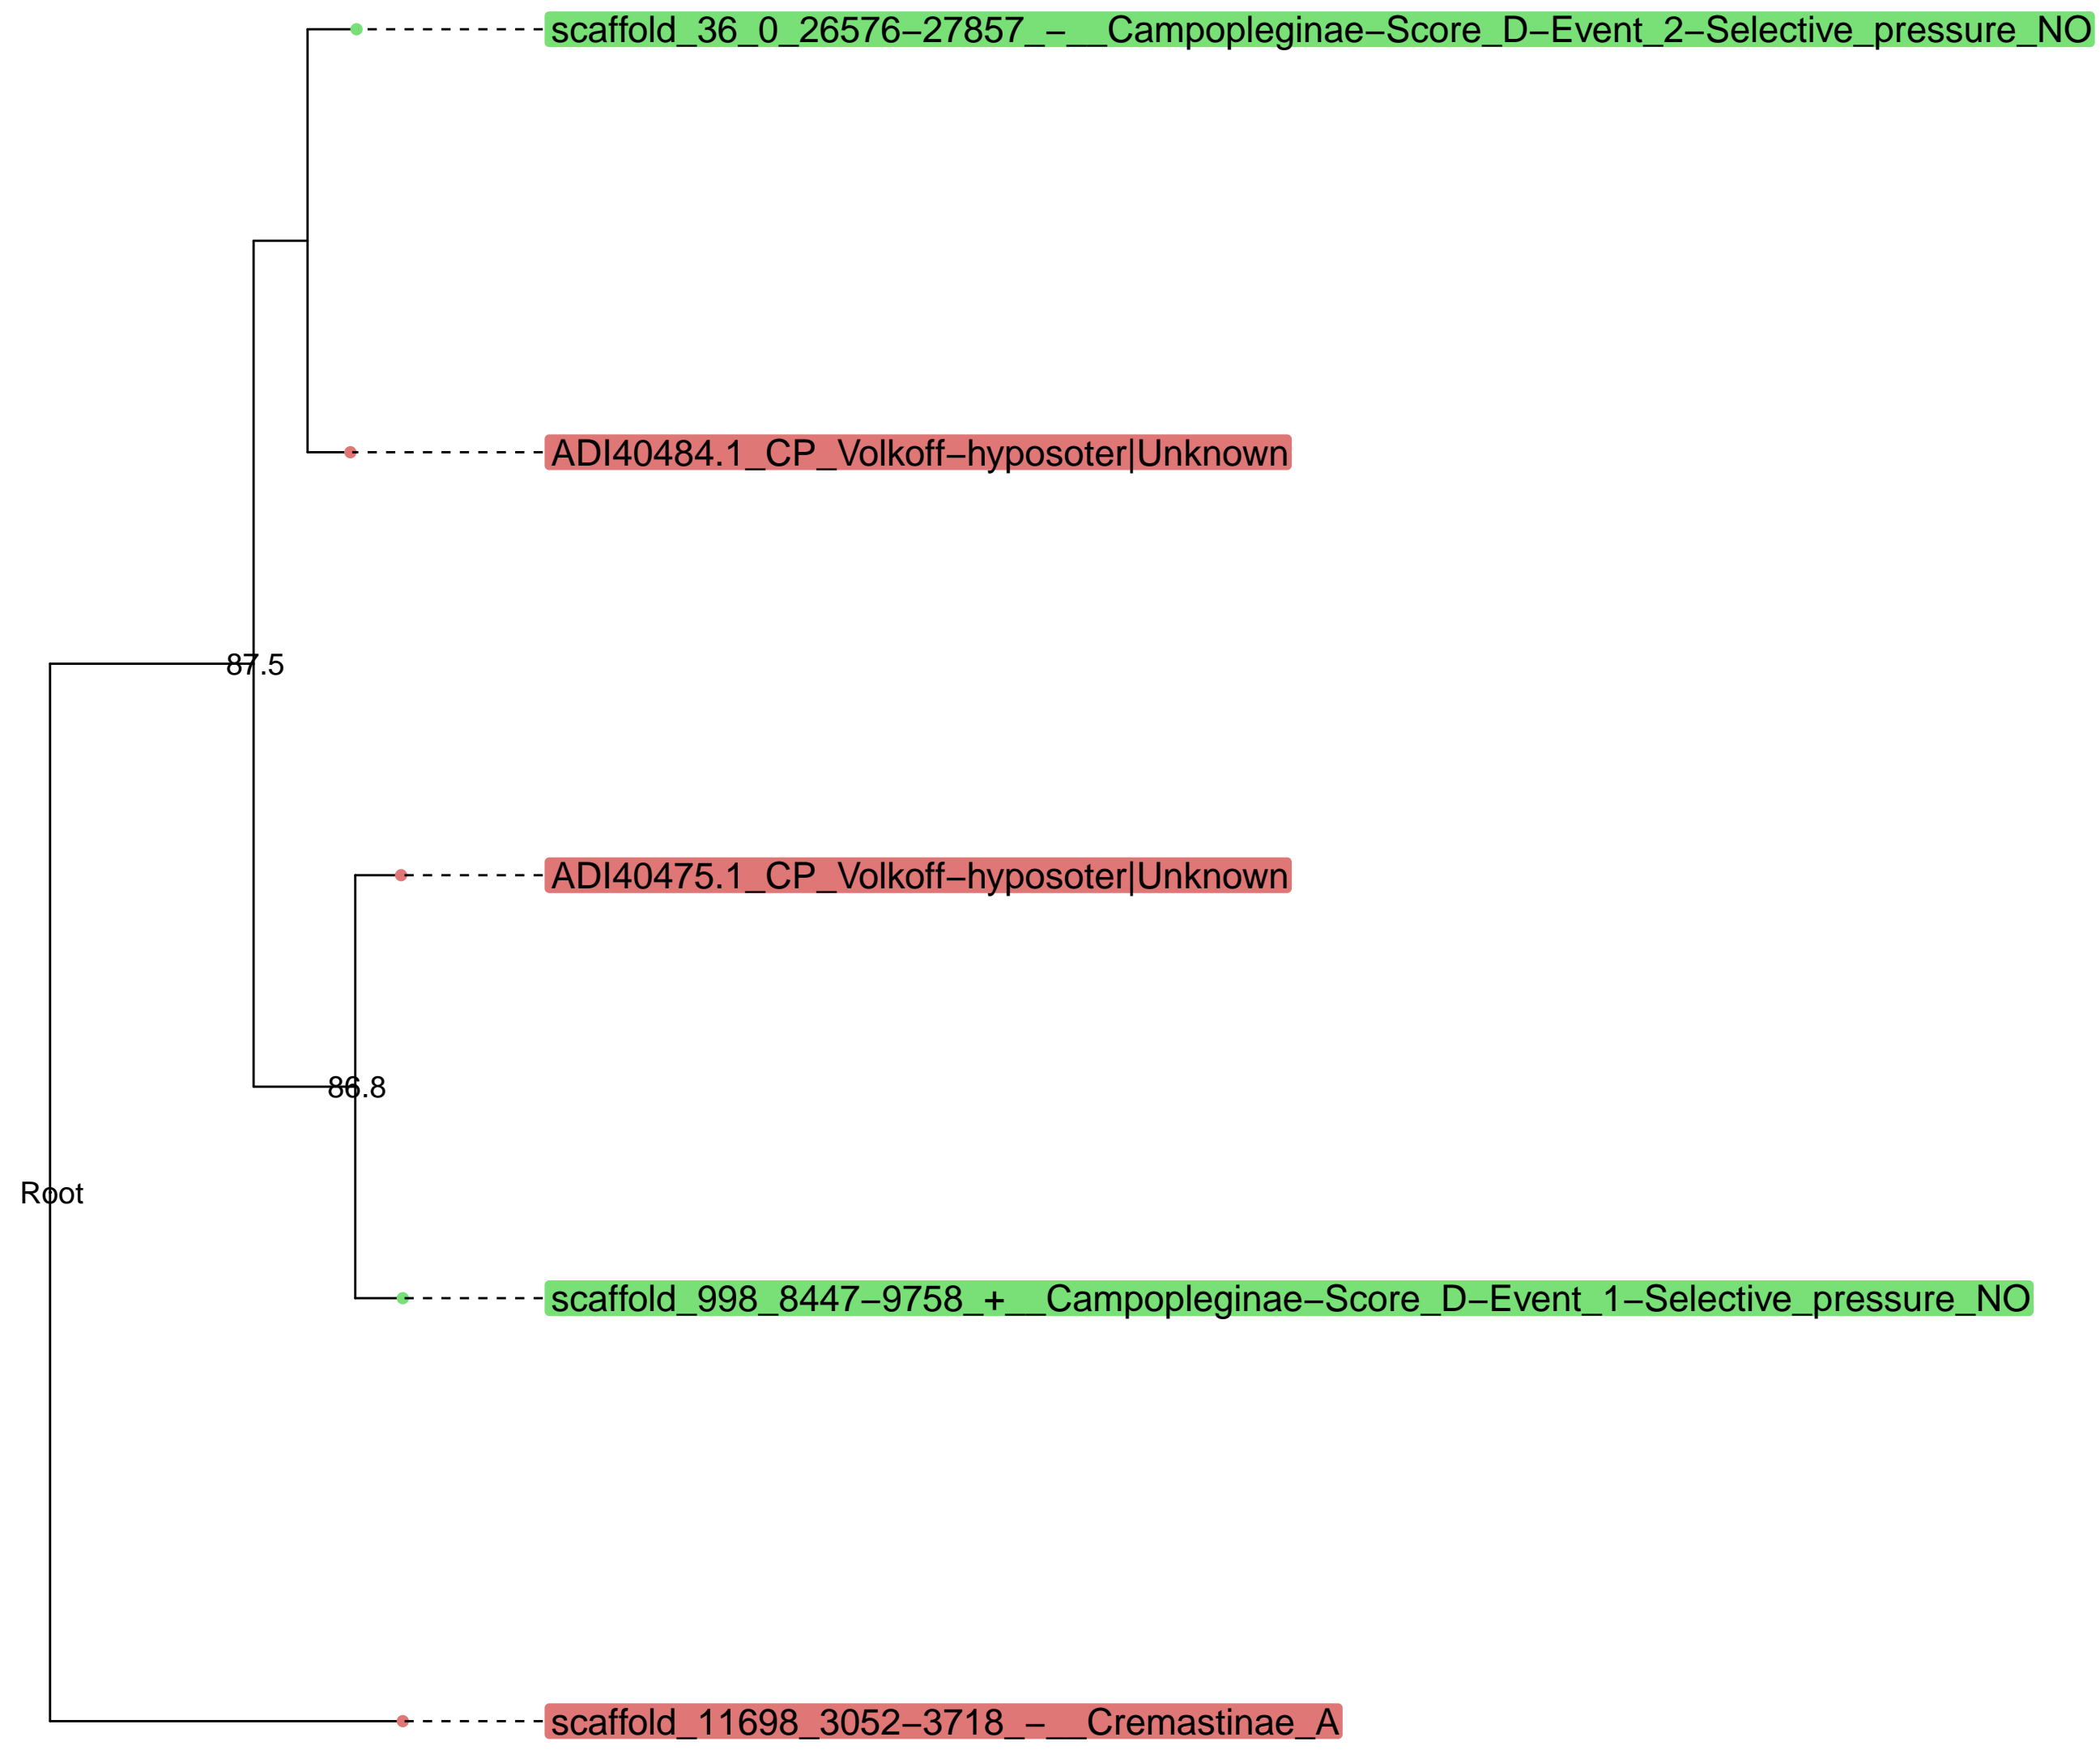 scaffold_36_0_26576−27857_−__Campopleginae−Score_D−Event_2−Selective_pressure_NO
ADI40484.1_CP_Volkoff−hyposoter|Unknown
87.5
ADI40475.1_CP_Volkoff−hyposoter|Unknown
86.8
Root
scaffold_998_8447−9758_+__Campopleginae−Score_D−Event_1−Selective_pressure_NO
scaffold_11698_3052−3718_−__Cremastinae_A